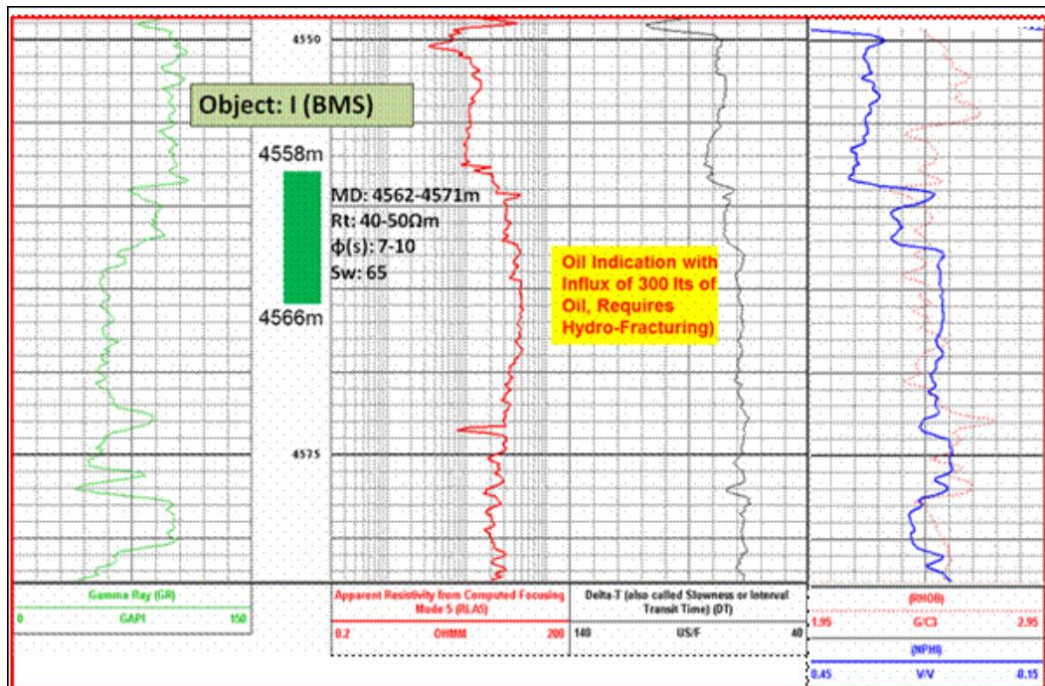 4550
Object: I (BMS)
4558m
MD: 4562-4571m
Rt: 40-50Ωm
ϕ(s): 7-10
Sw: 65
Oil Indication with
Influx of 300 lts of
Oil, Requires
Hydro-Fracturing)
4566m
4575
Gamma Ray (GR)
0 GAPI 150
Apparent Resistivity from Computed Focusing
Mode 5 (RLA5)
0.2 OHMM 200
Delta-T (also called Slowness or Interval
Transit Time) (DT)
140 US/F 40
(RHOB)
1.95 G/C3 2.95
(NPHI)
0.45 V/V -0.15